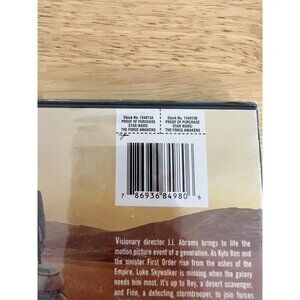 Stock No. 134013A
PROOF OF PURCHASE
STAR WARS:
THE FORCE AWAKENS
Stock No. 134013B
PROOF OF PURCHASE
STAR WARS:
THE FORCE AWAKENS
7 86936 84980 6
Visionary director J.J. Abrams brings to life the
motion picture event of a generation. As Kylo Ren and
the sinister First Order rise from the ashes of the
Empire, Luke Skywalker is missing when the galaxy
needs him most. It's up to Rey, a desert scavenger,
and Finn, a defecting stormtrooper, to join forces